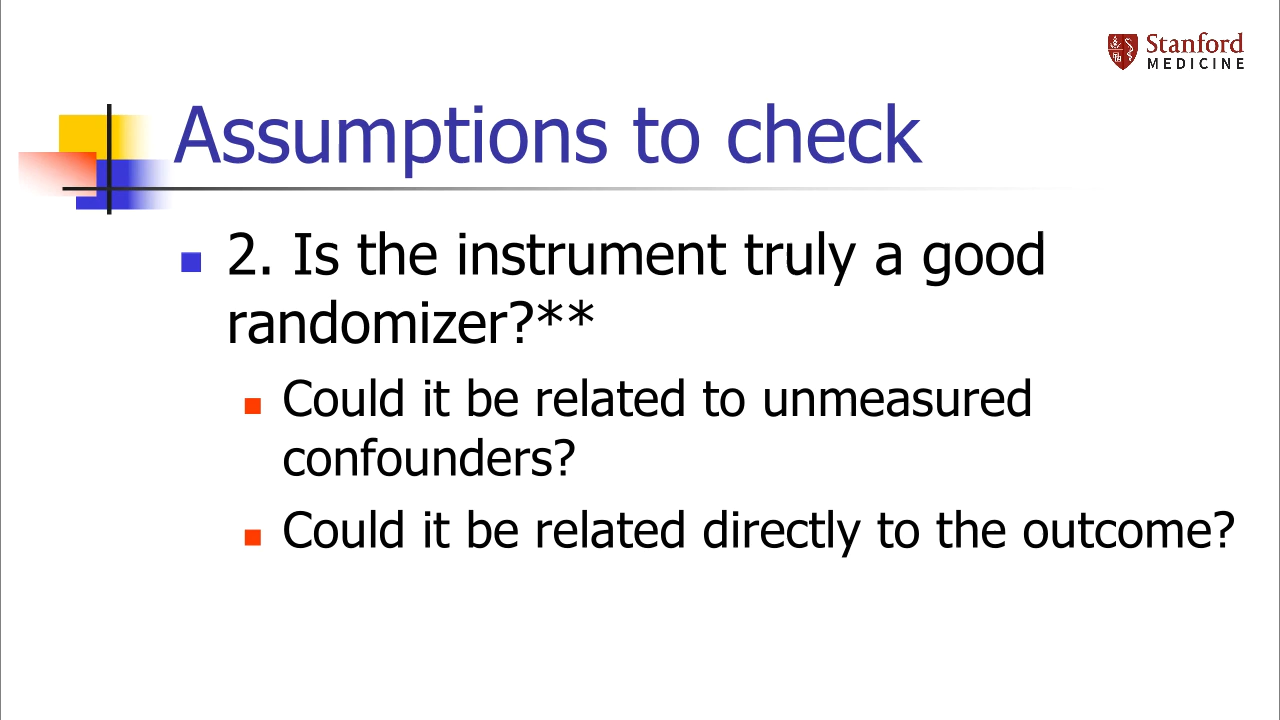 Stanford
MEDICINE
Assumptions to check
2. Is the instrument truly a good
randomizer?**
Could it be related to unmeasured
confounders?
Could it be related directly to the outcome?